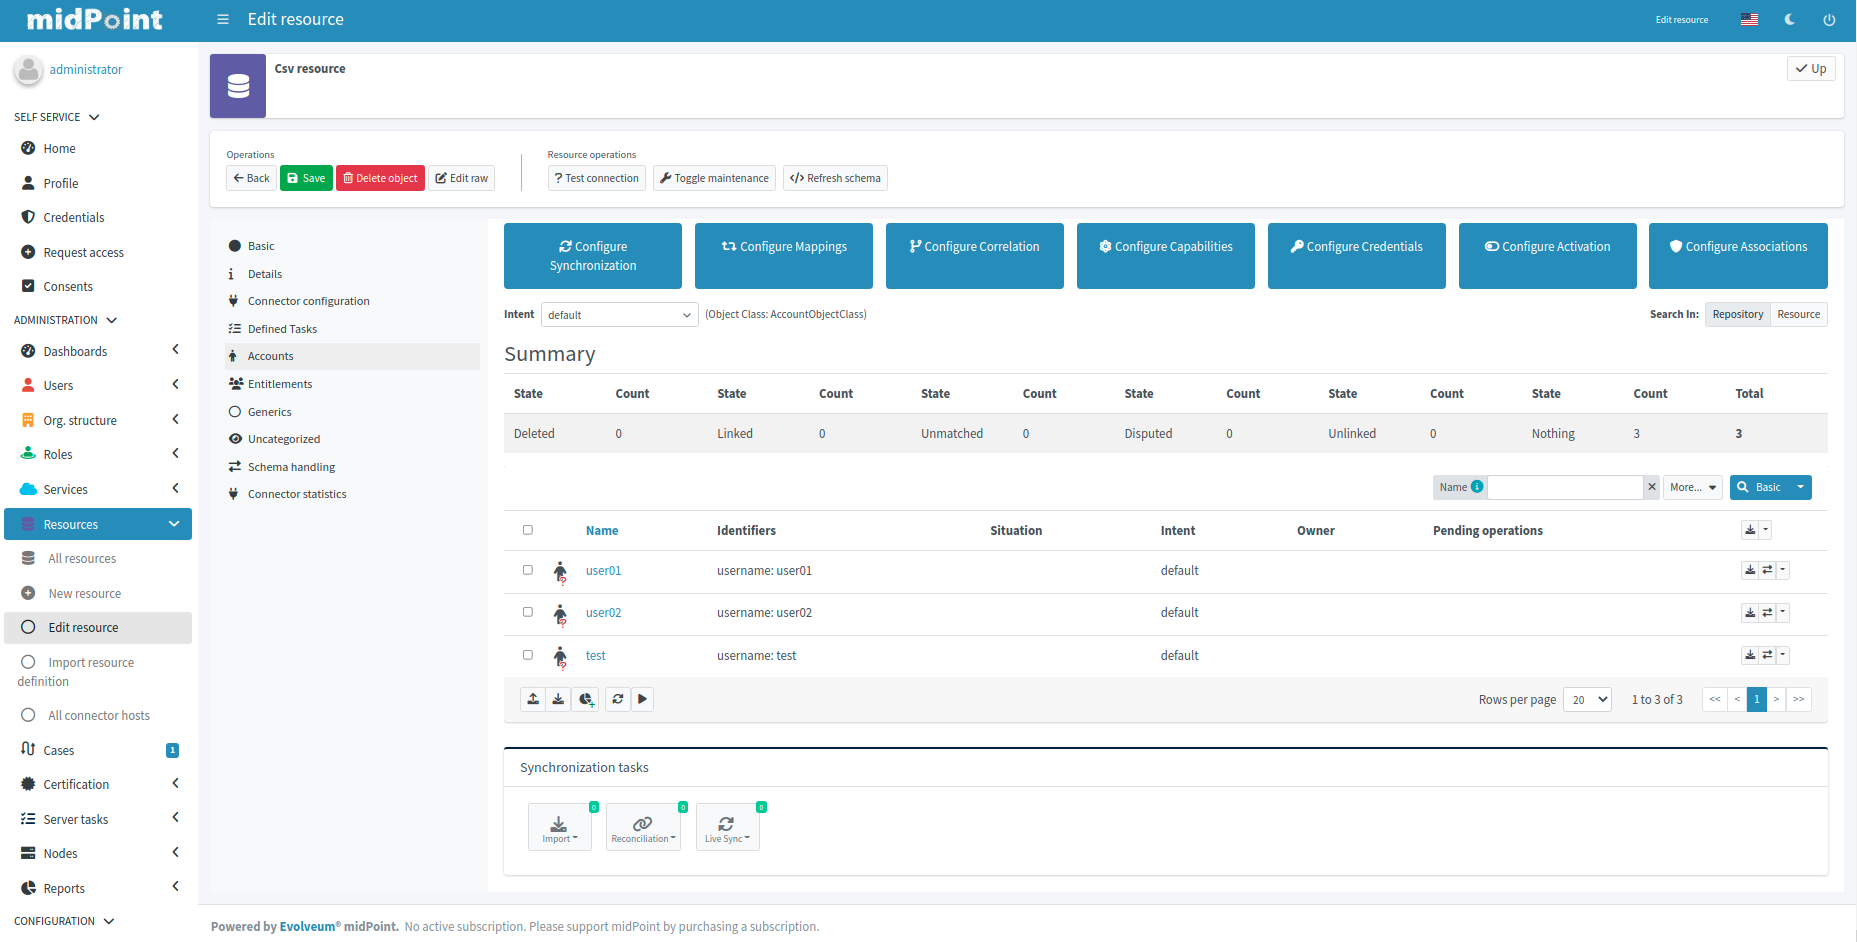 midPoint
Edit resource
Edit resource
administrator
SELF SERVICE
Home
Profile
Credentials
Request access
Consents
ADMINISTRATION
Dashboards
Users
Org. structure
Roles
Services
Resources
All resources
New resource
Edit resource
Import resource
definition
All connector hosts
Cases 1
Certification
Server tasks
Nodes
Reports
CONFIGURATION
Csv resource
Up
Operations
Back Save Delete object Edit raw
Resource operations
? Test connection Toggle maintenance </> Refresh schema
Basic
Details
Connector configuration
Defined Tasks
Accounts
Entitlements
Generics
Uncategorized
Schema handling
Connector statistics
Configure
Synchronization
Configure Mappings
Configure Correlation
Configure Capabilities
Configure Credentials
Configure Activation
Configure Associations
Intent default (Object Class: AccountObjectClass)
Search In: Repository Resource
Summary
State Count State Count State Count State Count State Count State Count Total
Deleted 0 Linked 0 Unmatched 0 Disputed 0 Unlinked 0 Nothing 3 3
Name More... Basic
Name Identifiers Situation Intent Owner Pending operations
user01 username: user01 default
user02 username: user02 default
test username: test default
Rows per page 20 1 to 3 of 3 << < 1 > >>
Synchronization tasks
0 0 0
Import Reconciliation Live Sync
Powered by Evolveum® midPoint. No active subscription. Please support midPoint by purchasing a subscription.